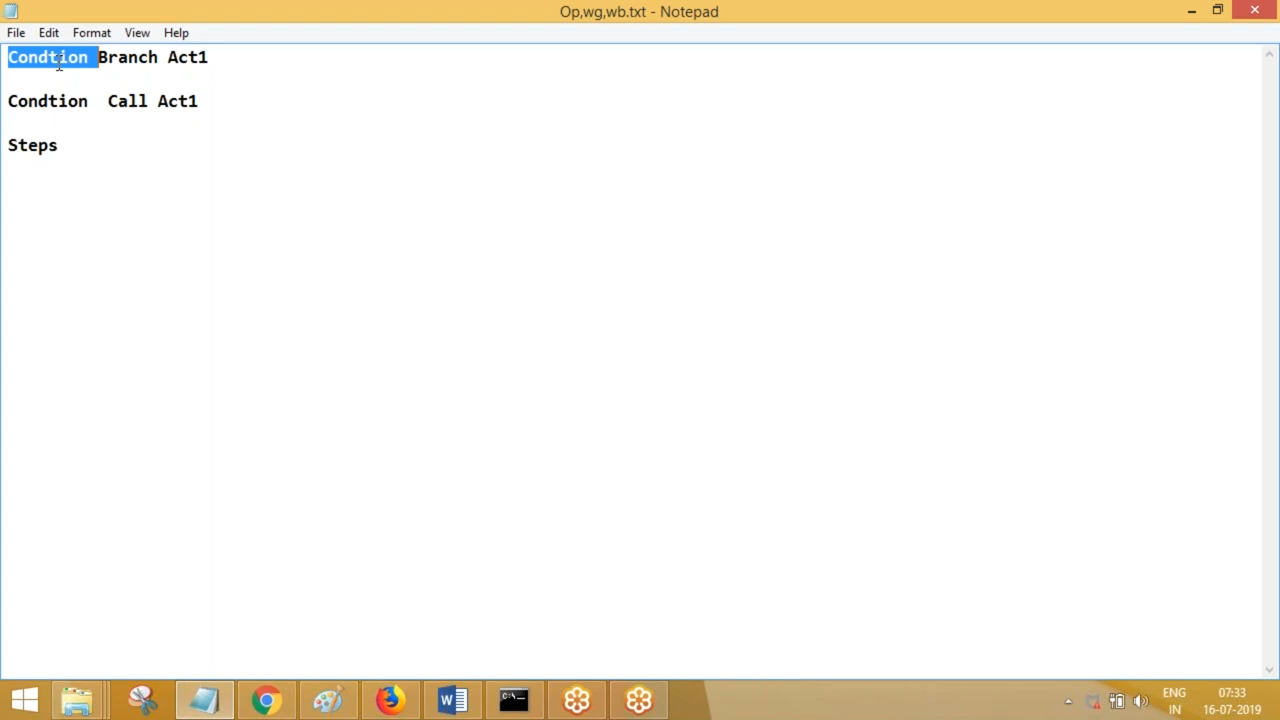 Op,wg,wb.txt - Notepad
File Edit Format View Help
Condtion Branch Act1
Condtion  Call Act1
Steps
ENG 07:33
IN 16-07-2019